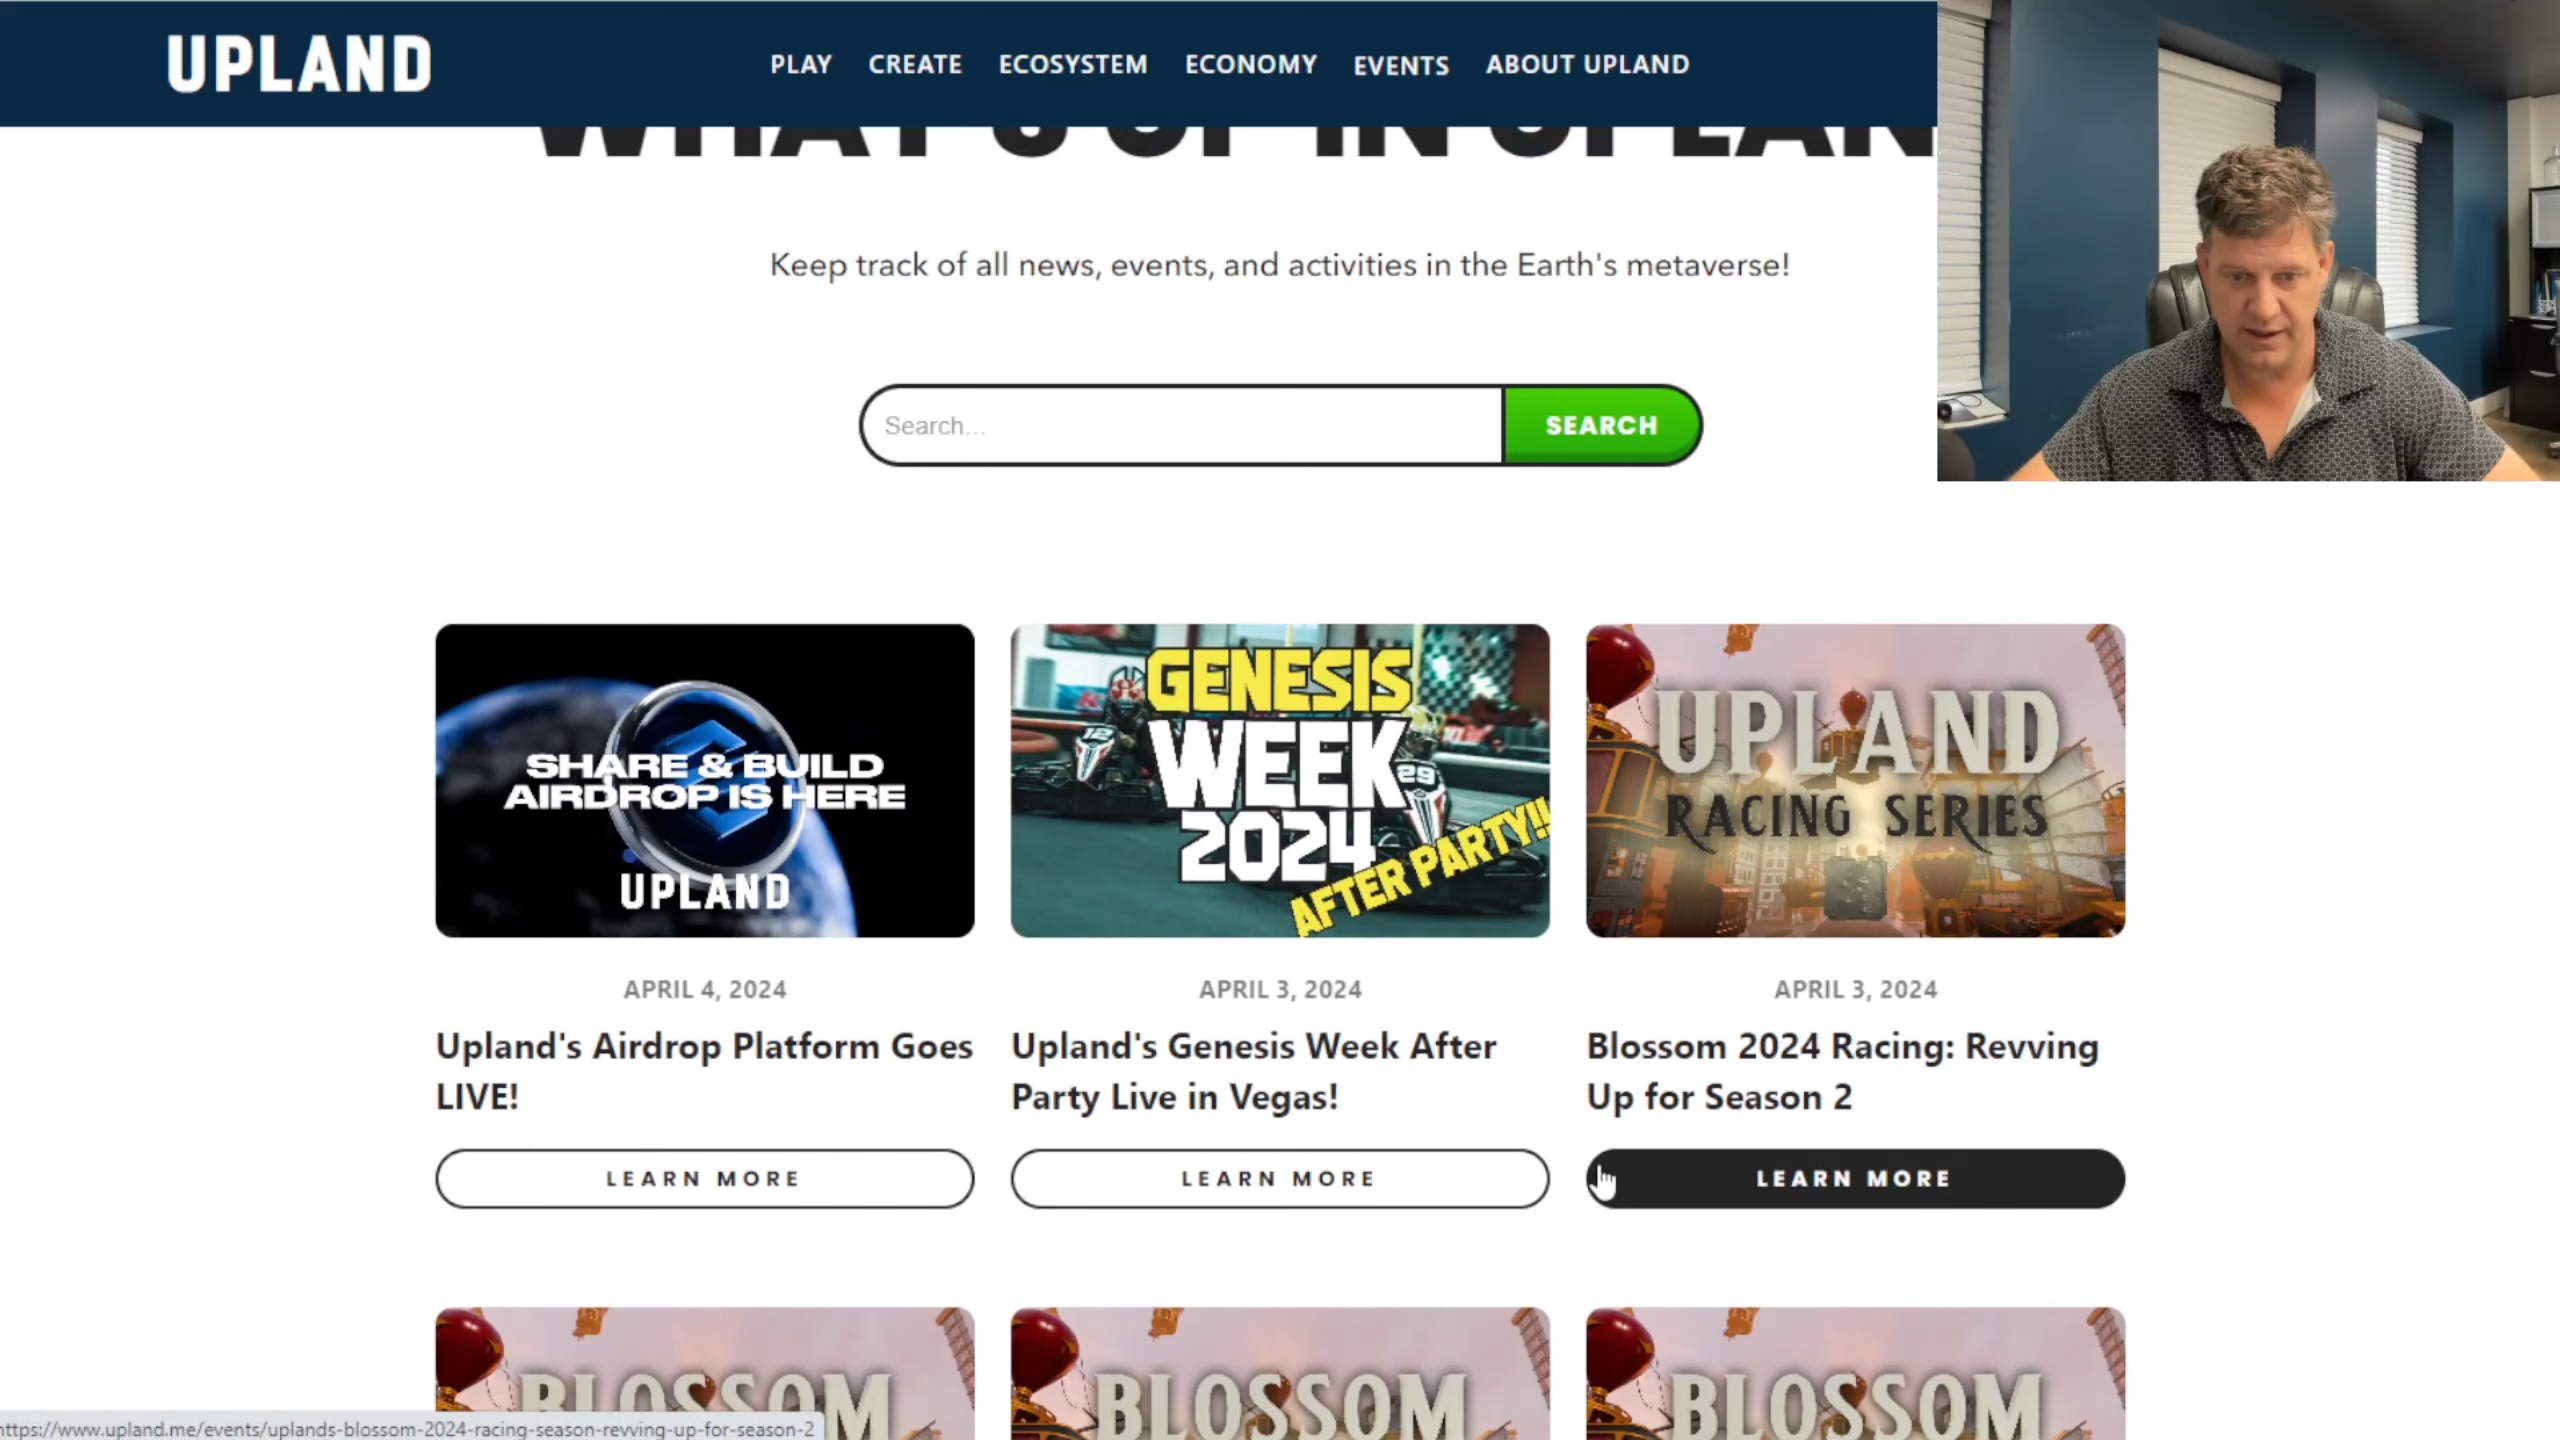 UPLAND
PLAY CREATE ECOSYSTEM ECONOMY EVENTS ABOUT UPLAND
WHAT'S UP IN UPLAN
Keep track of all news, events, and activities in the Earth's metaverse!
Search...
SEARCH
SHARE & BUILD
AIRDROP IS HERE
UPLAND
APRIL 4, 2024
Upland's Airdrop Platform Goes
LIVE!
LEARN MORE
GENESIS
WEEK
2024
AFTER PARTY!!
12
29
APRIL 3, 2024
Upland's Genesis Week After
Party Live in Vegas!
LEARN MORE
UPLAND
RACING SERIES
APRIL 3, 2024
Blossom 2024 Racing: Revving
Up for Season 2
LEARN MORE
BLOSSOM
BLOSSOM
BLOSSOM
https://www.upland.me/events/uplands-blossom-2024-racing-season-revving-up-for-season-2